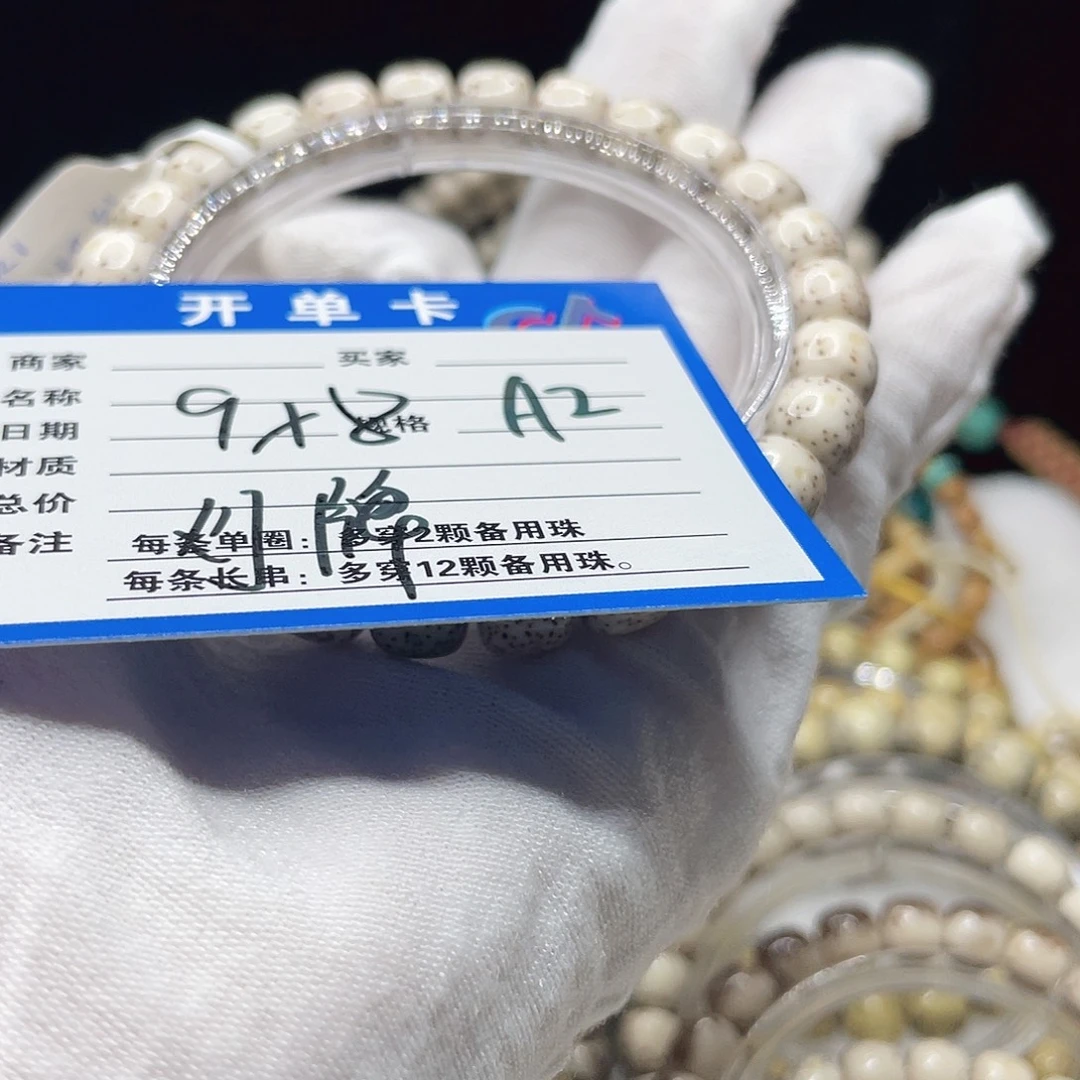 开单卡
商家 买家
名称
9×8 A2
日期 规格
材质
总价
备注 每条单圈：多穿2颗备用珠
每条长串：多穿12颗备用珠。